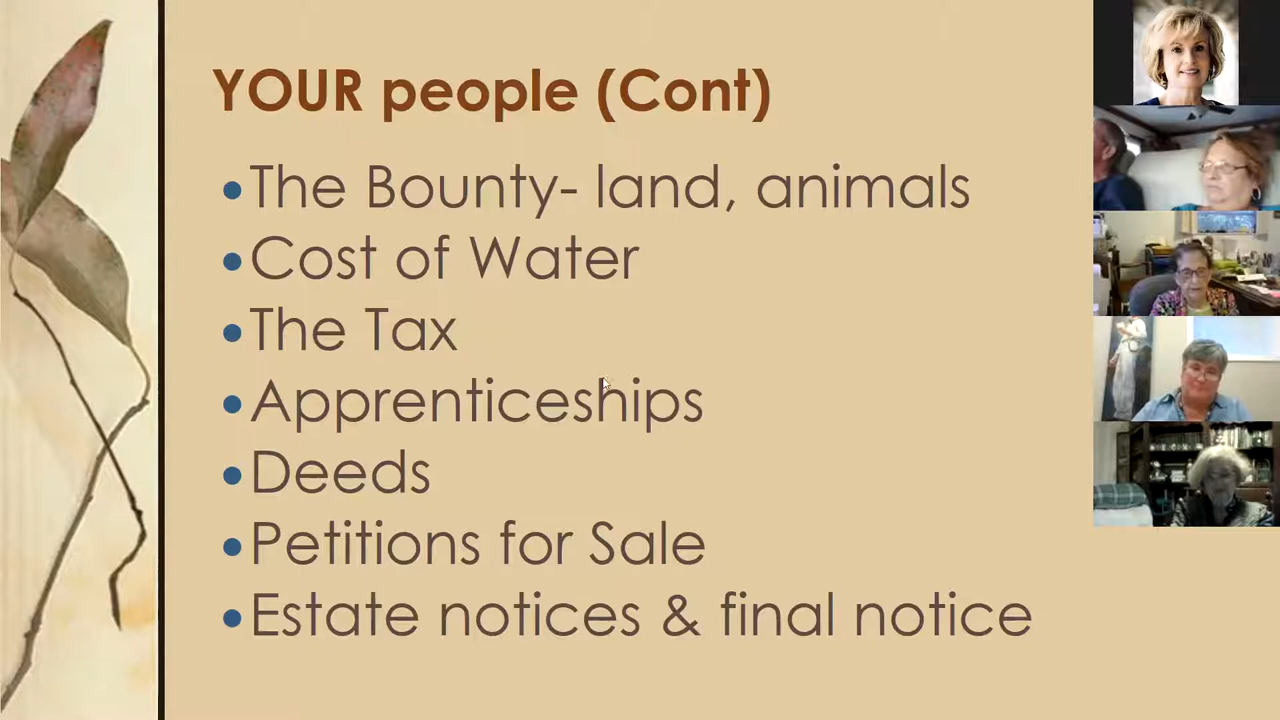 YOUR people (Cont)
•The Bounty- land, animals
•Cost of Water
•The Tax
•Apprenticeships
•Deeds
•Petitions for Sale
•Estate notices & final notice